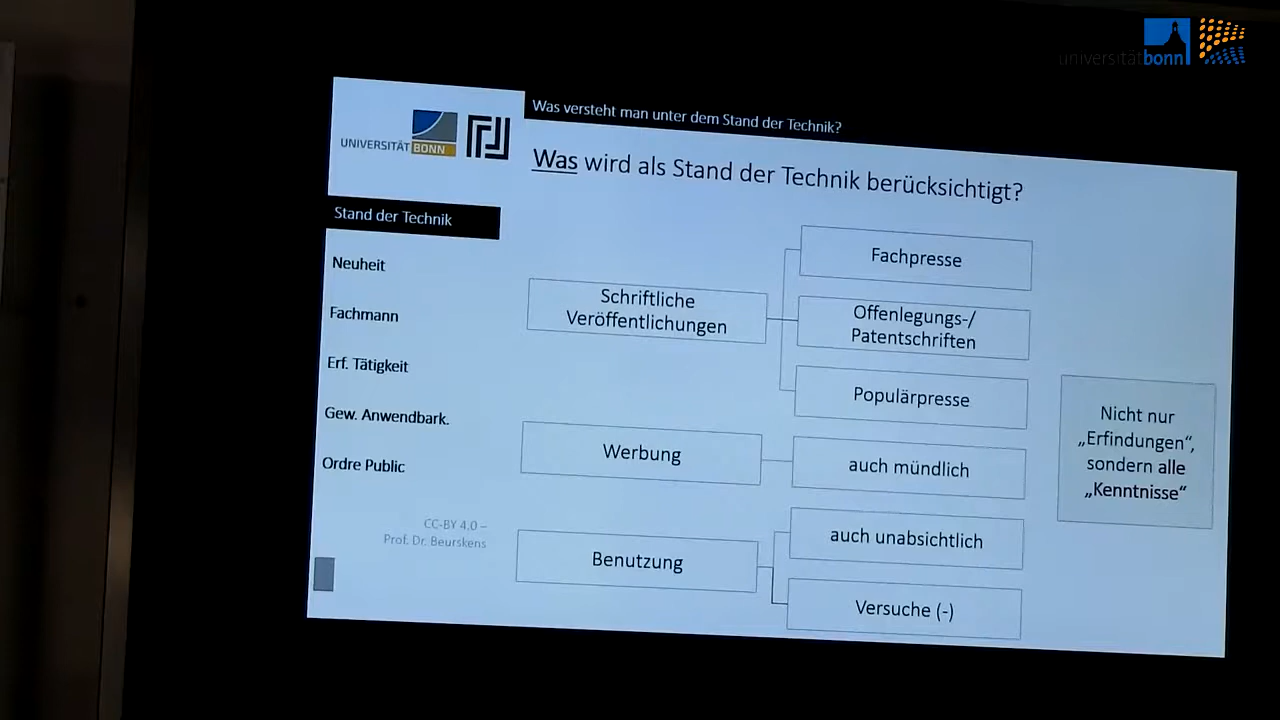 universitätbonn
Was versteht man unter dem Stand der Technik?
UNIVERSITÄT BONN
Was wird als Stand der Technik berücksichtigt?
Stand der Technik
Neuheit
Fachmann
Erf. Tätigkeit
Gew. Anwendbark.
Ordre Public
CC-BY 4.0 –
Prof. Dr. Beurskens
Schriftliche
Veröffentlichungen
Fachpresse
Offenlegungs-/
Patentschriften
Populärpresse
Werbung
auch mündlich
Benutzung
auch unabsichtlich
Versuche (-)
Nicht nur
„Erfindungen“,
sondern alle
„Kenntnisse“